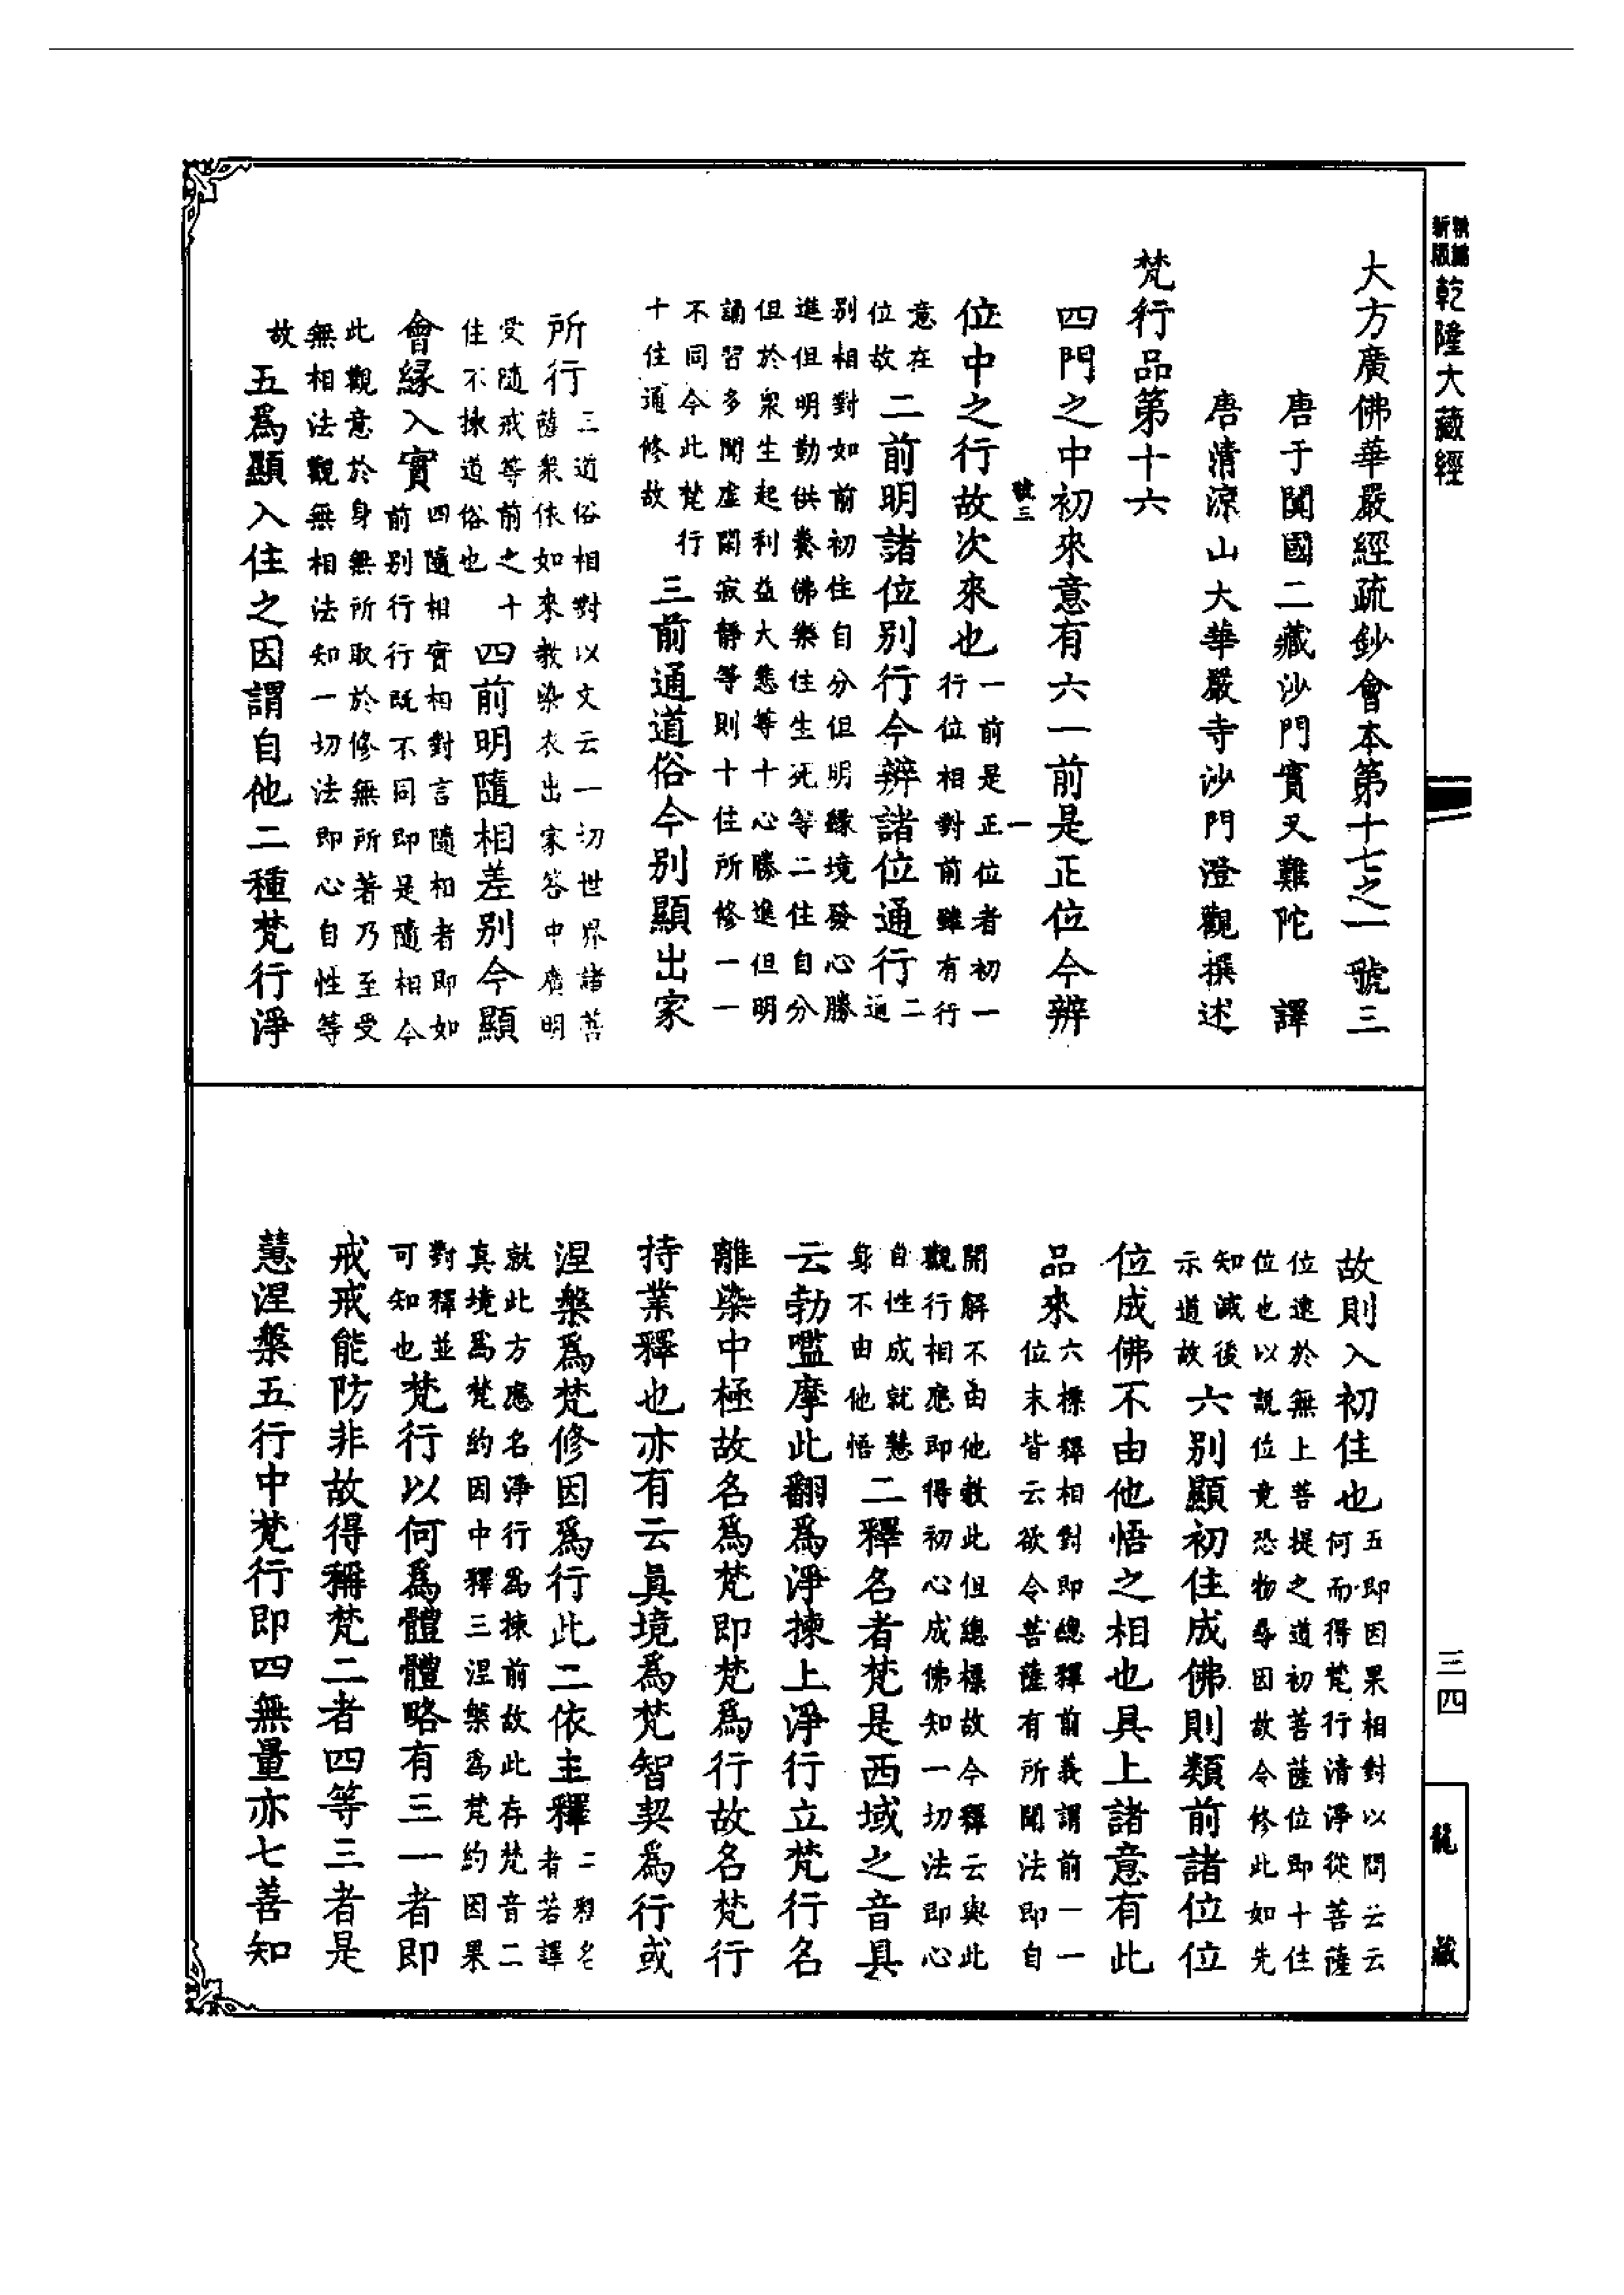 新編縮版
乾隆大藏經
大方廣佛華嚴經疏鈔會本第十七之一 號三
唐于闐國二藏沙門實叉難陀 譯
唐清涼山大華嚴寺沙門澄觀撰述
梵行品第十六
四門之中初來意有六一前是正位今辨
號三 一
位中之行故次來也一前是正位者初一
行位相對前雖有行
意在
位故二前明諸位別行今辨諸位通行二
通
別相對如前初住自分但明緣境發心勝
進但明勤供養佛樂住生死等二住自分
但於衆生起利益大悲等十心勝進但明
誦習多聞虛閑寂靜等則十住所修一一
不同今此梵行
十住通修故三前通道俗今別顯出家
所行三道俗相對以文云一切世界諸菩
薩衆依如來教染衣出家答中廣明
受隨戒等前之十
住不揀道俗也四前明隨相差別今顯
會緣入實四隨相實相對言隨相者即如
前別行行既不同即是隨相今
此觀意於身無所取於修無所著乃至受
無相法觀無相法知一切法即心自性等
故五爲顯入住之因謂自他二種梵行淨
故則入初住也五即因果相對以問云云
何而得梵行清淨從菩薩
位逮於無上菩提之道初菩薩位即十住
位也以説位竟恐物尋因故令修此如先
知滅後
示道故六別顯初住成佛則類前諸位位
位成佛不由他悟之相也具上諸意有此
品來六標釋相對即總釋前義謂前一一
位末皆云欲令菩薩有所聞法即自
開解不由他教此但總標故今釋云與此
觀行相應即得初心成佛知一切法即心
自性成就慧
身不由他悟二釋名者梵是西域之音具
云勃嚂摩此翻爲淨揀上淨行立梵行名
離染中極故名爲梵即梵爲行故名梵行
持業釋也亦有云眞境爲梵智契爲行或
涅槃爲梵修因爲行此二依主釋二釋名
者若譯
就此方應名淨行爲揀前故此存梵音二
真境爲梵約因中釋三涅槃爲梵約因果
對釋並
可知也梵行以何爲體體略有三一者即
戒戒能防非故得稱梵二者四等三者是
慧涅槃五行中梵行即四無量亦七善知
三四
龍藏